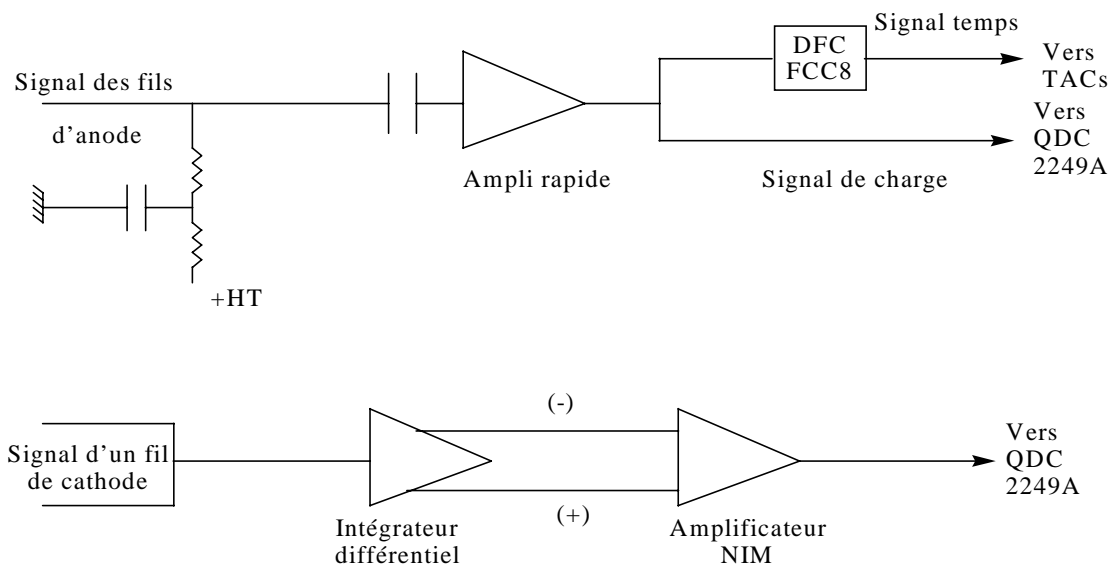 Signal temps
DFC
FCC8
Vers
TACs
Signal des fils
d'anode
Vers
QDC
2249A
Ampli rapide
Signal de charge
+HT
(-)
Signal d'un fil
de cathode
Vers
QDC
2249A
(+)
Intégrateur
différentiel
Amplificateur
NIM